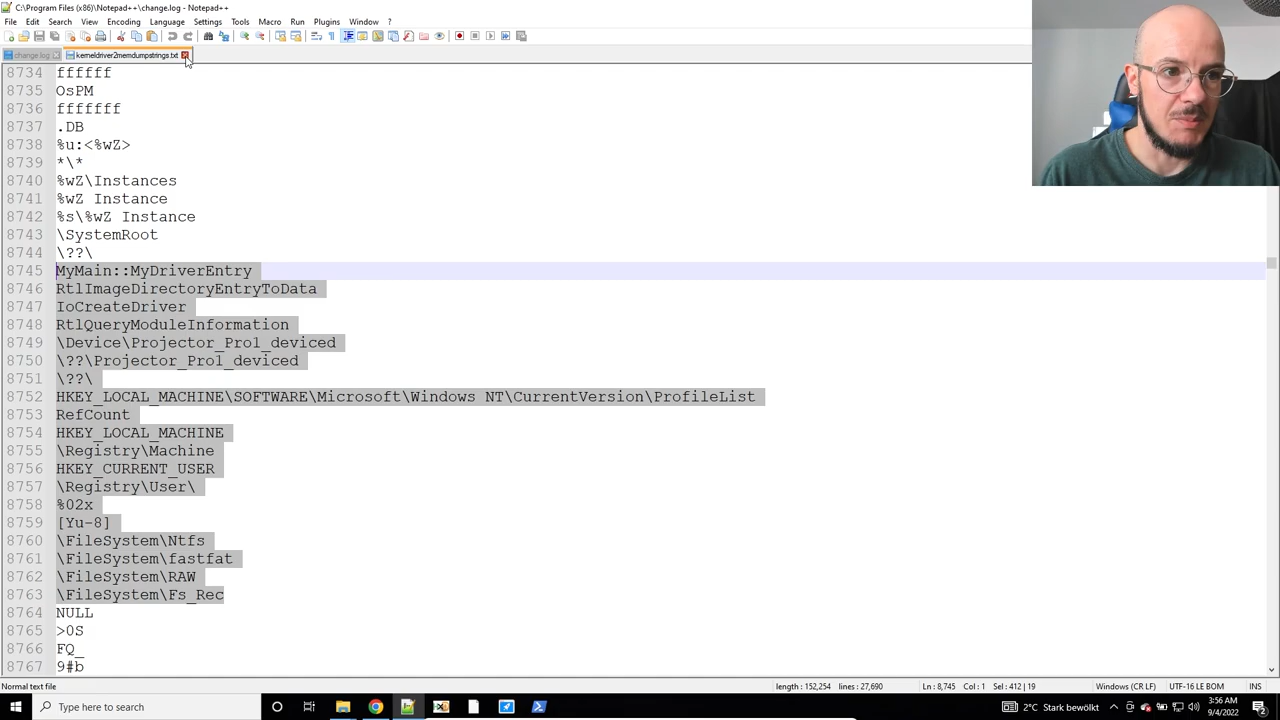 C:\Program Files (x86)\Notepad++\change.log - Notepad++
File Edit Search View Encoding Language Settings Tools Macro Run Plugins Window ?
change.log kerneldriver2memdumpstrings.txt
8734 ffffff
8735 OsPM
8736 fffffff
8737 .DB
8738 %u:<%wZ>
8739 *\*
8740 %wZ\Instances
8741 %wZ Instance
8742 %s\%wZ Instance
8743 \SystemRoot
8744 \??\
8745 MyMain::MyDriverEntry
8746 RtlImageDirectoryEntryToData
8747 IoCreateDriver
8748 RtlQueryModuleInformation
8749 \Device\Projector_Pro1_deviced
8750 \??\Projector_Pro1_deviced
8751 \??\
8752 HKEY_LOCAL_MACHINE\SOFTWARE\Microsoft\Windows NT\CurrentVersion\ProfileList
8753 RefCount
8754 HKEY_LOCAL_MACHINE
8755 \Registry\Machine
8756 HKEY_CURRENT_USER
8757 \Registry\User\
8758 %02x
8759 [Yu-8]
8760 \FileSystem\Ntfs
8761 \FileSystem\fastfat
8762 \FileSystem\RAW
8763 \FileSystem\Fs_Rec
8764 NULL
8765 >0S
8766 FQ_
8767 9#b
Normal text file length : 152,254 lines : 27,690 Ln : 8,745 Col : 1 Sel : 412 | 19 Windows (CR LF) UTF-16 LE BOM INS
Type here to search 2°C Stark bewölkt 3:56 AM
9/4/2022